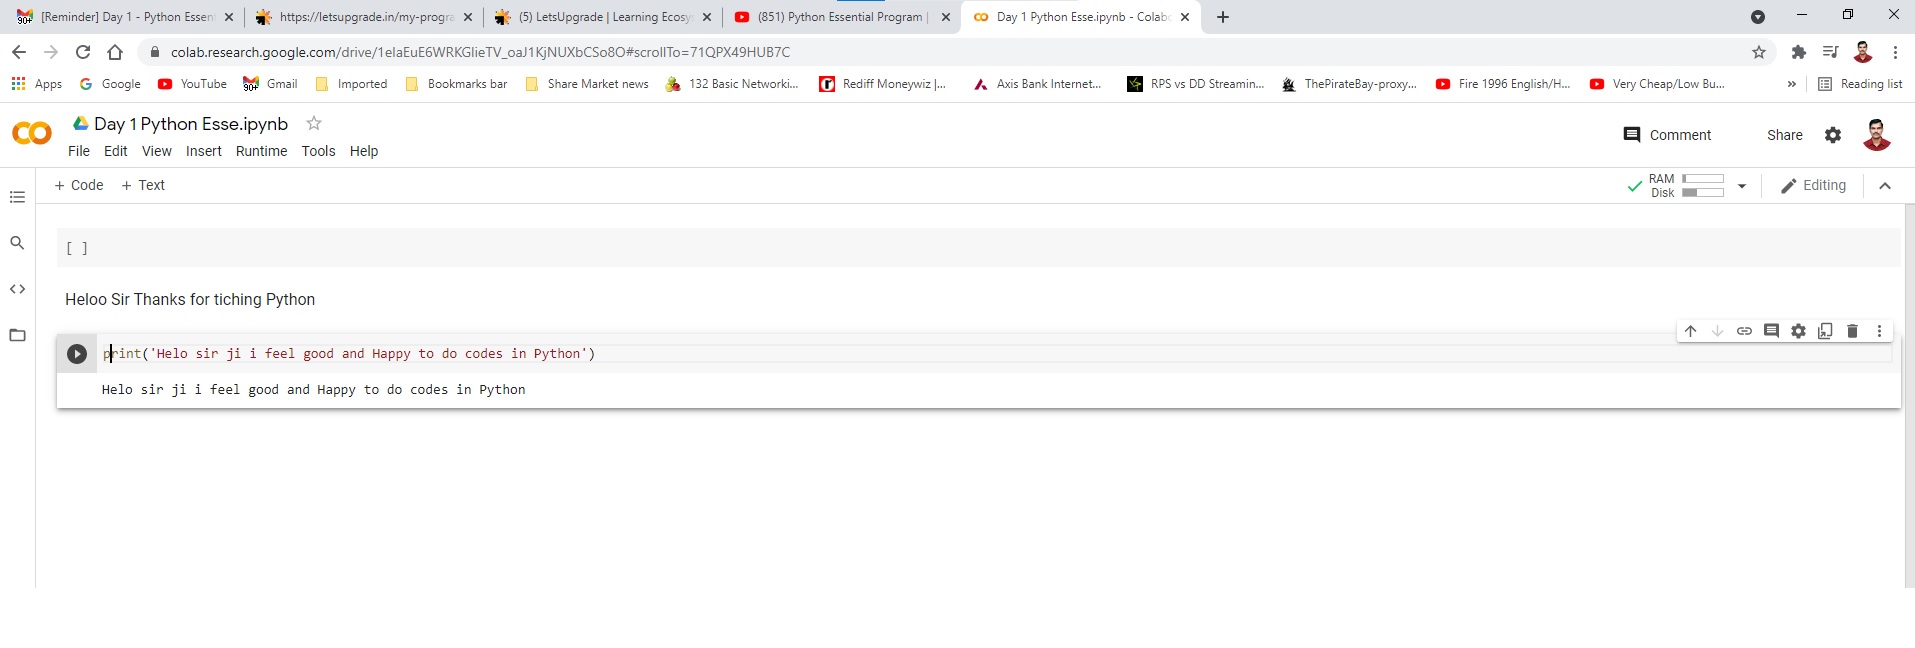 [Reminder] Day 1 - Python Essen
https://letsupgrade.in/my-progra
(5) LetsUpgrade | Learning Ecosy
(851) Python Essential Program |
Day 1 Python Esse.ipynb - Colab
colab.research.google.com/drive/1elaEuE6WRKGlieTV_oaJ1KjNUXbCSo8O#scrollTo=71QPX49HUB7C
Apps Google YouTube 90+ Gmail Imported Bookmarks bar Share Market news 132 Basic Networki... Rediff Moneywiz |... Axis Bank Internet... RPS vs DD Streamin... ThePirateBay-proxy... Fire 1996 English/H... Very Cheap/Low Bu... » Reading list
Day 1 Python Esse.ipynb
Comment Share
File Edit View Insert Runtime Tools Help
+ Code + Text
RAM
Disk
Editing
[ ]
Heloo Sir Thanks for tiching Python
print('Helo sir ji i feel good and Happy to do codes in Python')
Helo sir ji i feel good and Happy to do codes in Python